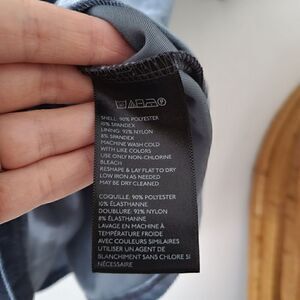 SHELL: 90% POLYESTER
10% SPANDEX
LINING: 92% NYLON
8% SPANDEX
MACHINE WASH COLD
WITH LIKE COLORS
USE ONLY NON-CHLORINE
BLEACH
RESHAPE & LAY FLAT TO DRY
LOW IRON AS NEEDED
MAY BE DRY CLEANED
COQUILLE: 90% POLYESTER
10% ÉLASTHANNE
DOUBLURE: 92% NYLON
8% ÉLASTHANNE
LAVAGE EN MACHINE À
TEMPÉRATURE FROIDE
AVEC COULEURS SIMILAIRES
UTILISER UN AGENT DE
BLANCHIMENT SANS CHLORE SI
NÉCESSAIRE